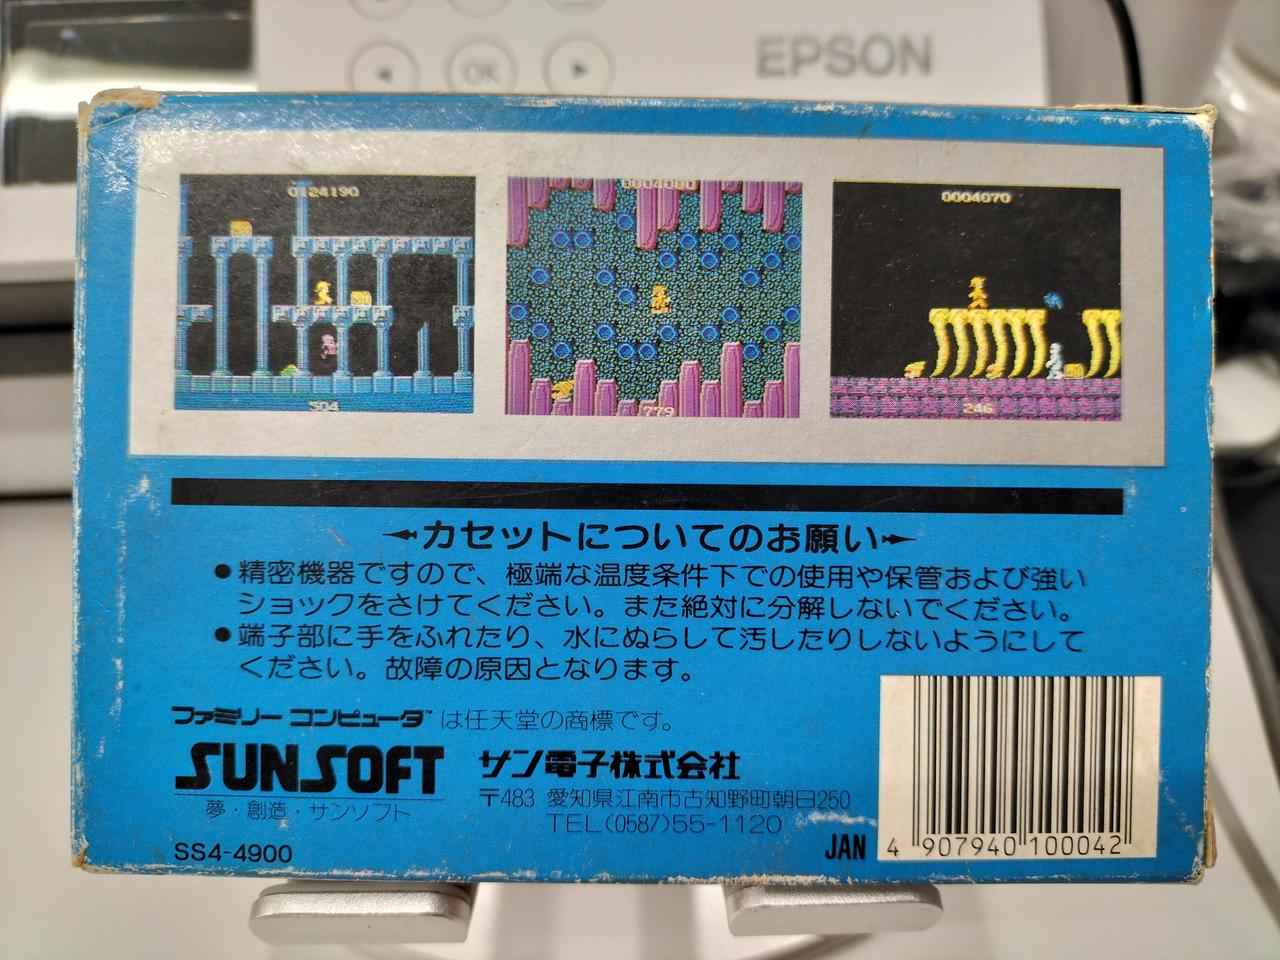 EPSON
OK
0124190
504
0004000
779
0004070
246
カセットについてのお願い
●精密機器ですので、極端な温度条件下での使用や保管および強い
ショックをさけてください。また絶対に分解しないでください。
●端子部に手をふれたり、水にぬらして汚したりしないようにして
ください。故障の原因となります。
ファミリーコンピュータ™は任天堂の商標です。
SUNSOFT
夢・創造・サンソフト
サン電子株式会社
〒483 愛知県江南市古知野町朝日250
TEL(0587)55-1120
SS4-4900
JAN
4 907940 100042